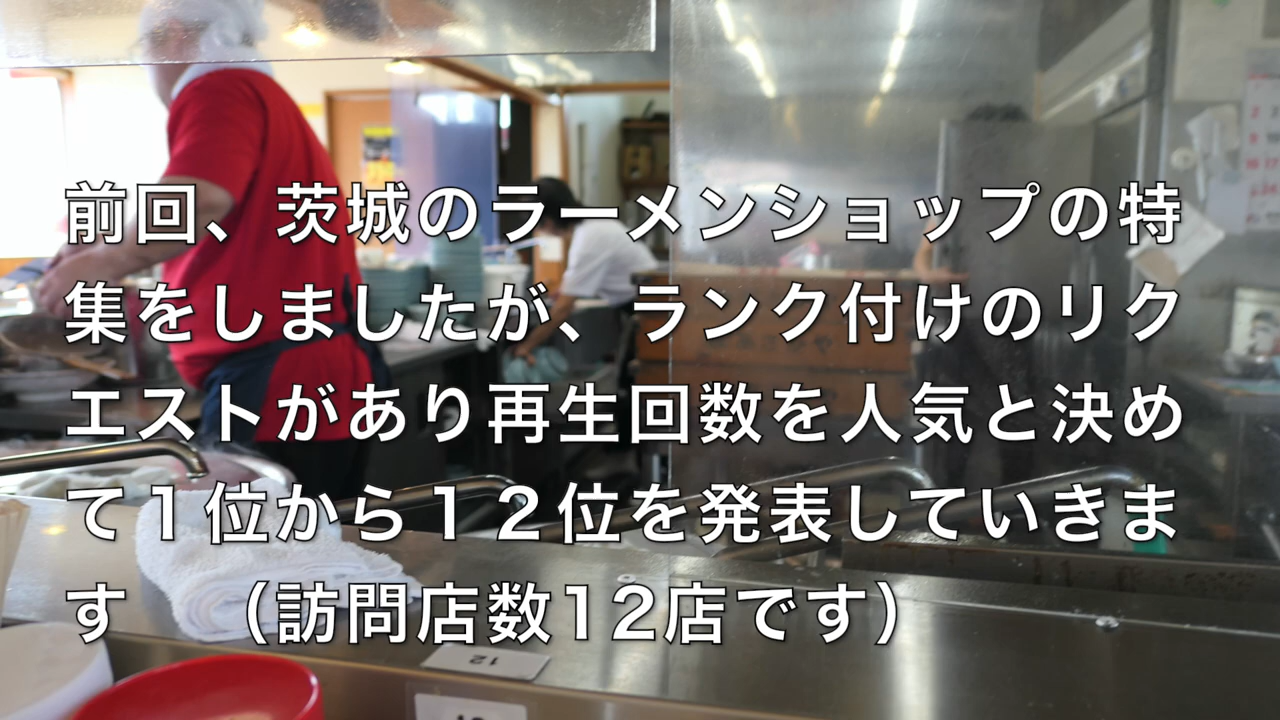 前回、茨城のラーメンショップの特
集をしましたが、ランク付けのリク
エストがあり再生回数を人気と決め
て１位から１２位を発表していきま
す　（訪問店数12店です）
12